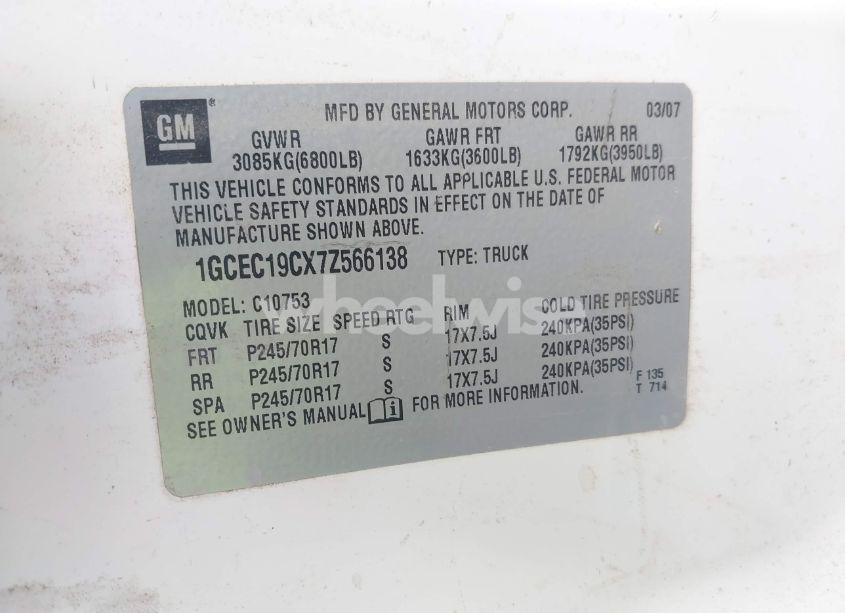 GM ®
MFD BY GENERAL MOTORS CORP. 03/07
GVWR GAWR FRT GAWR RR
3085KG(6800LB) 1633KG(3600LB) 1792KG(3950LB)
THIS VEHICLE CONFORMS TO ALL APPLICABLE U.S. FEDERAL MOTOR
VEHICLE SAFETY STANDARDS IN EFFECT ON THE DATE OF
MANUFACTURE SHOWN ABOVE.
1GCEC19CX7Z566138 TYPE: TRUCK
wheelwise
MODEL: C10753
CQVK TIRE SIZE SPEED RTG RIM COLD TIRE PRESSURE
FRT P245/70R17 S 17X7.5J 240KPA(35PSI)
RR P245/70R17 S 17X7.5J 240KPA(35PSI)
SPA P245/70R17 S 17X7.5J 240KPA(35PSI)
SEE OWNER'S MANUAL i FOR MORE INFORMATION.
F 135
T 714